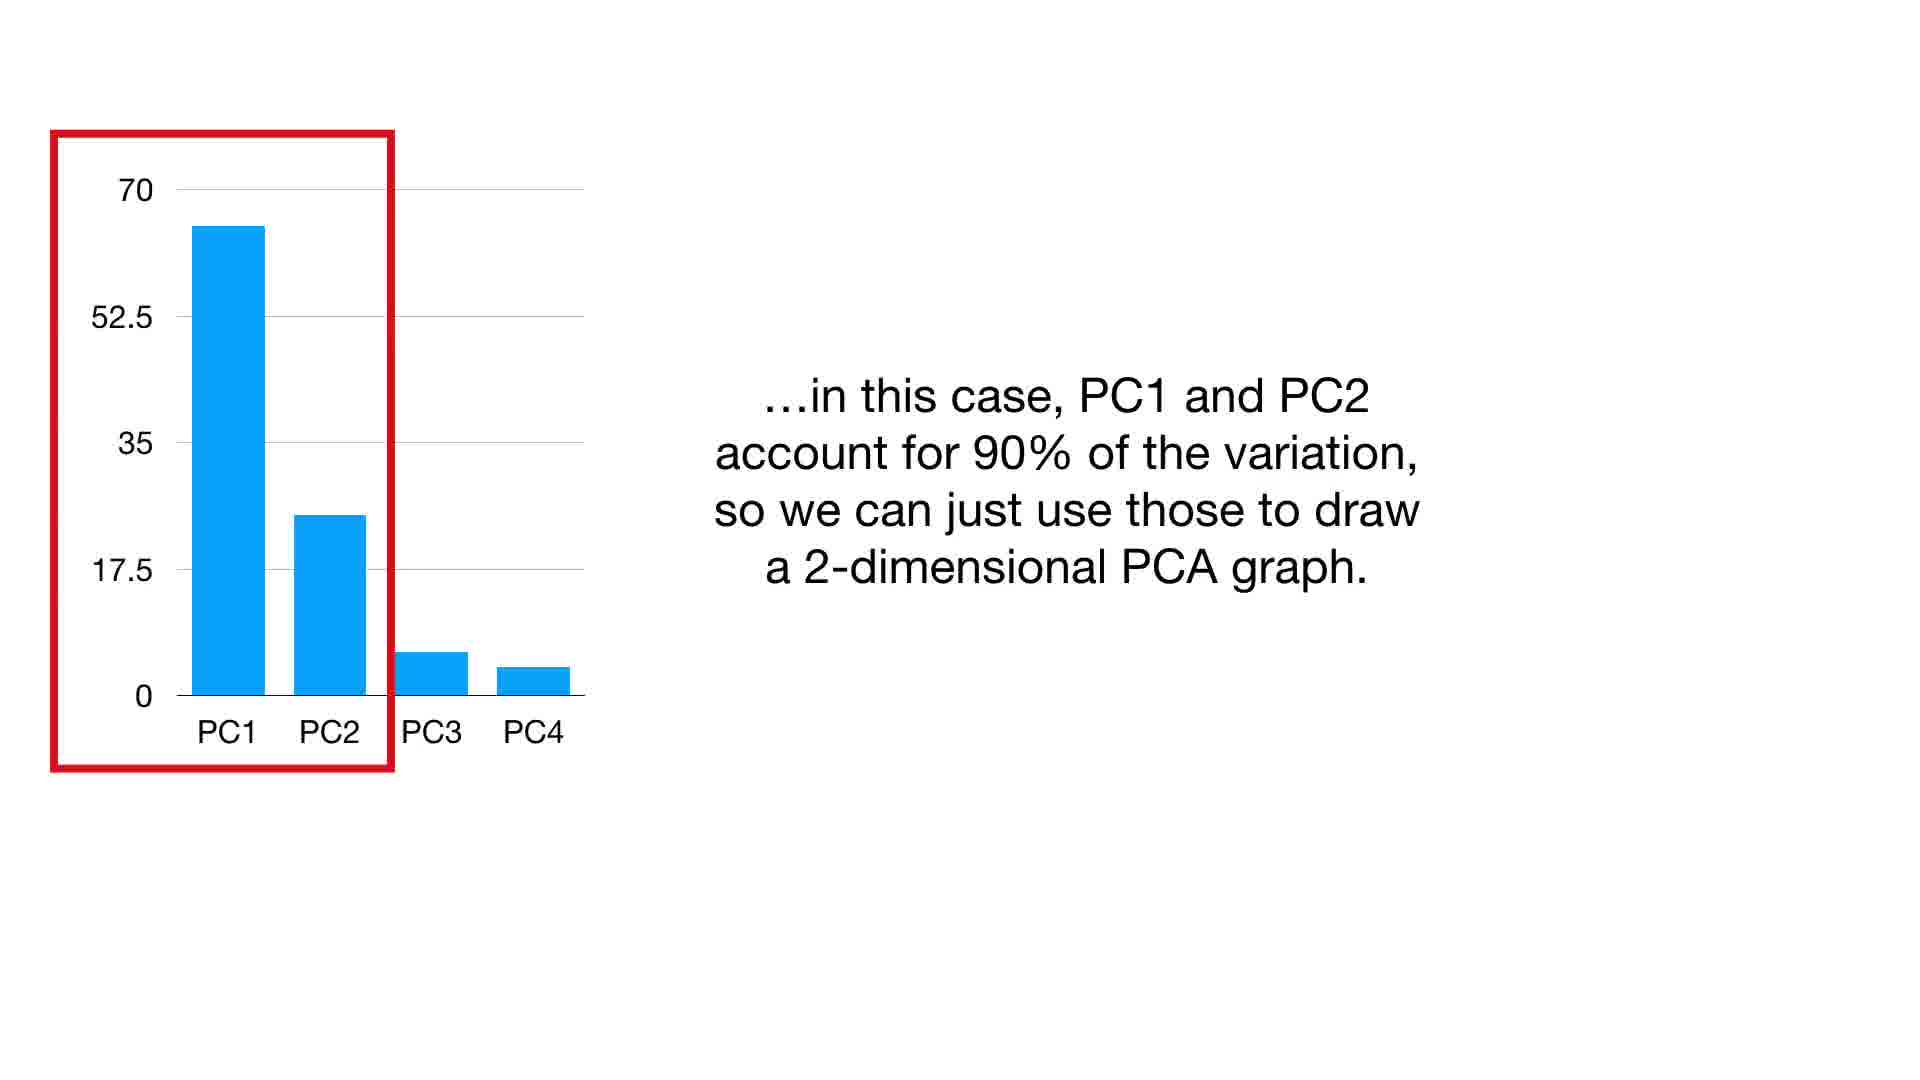 70
52.5
35
17.5
0
PC1 PC2 PC3 PC4
…in this case, PC1 and PC2
account for 90% of the variation,
so we can just use those to draw
a 2-dimensional PCA graph.